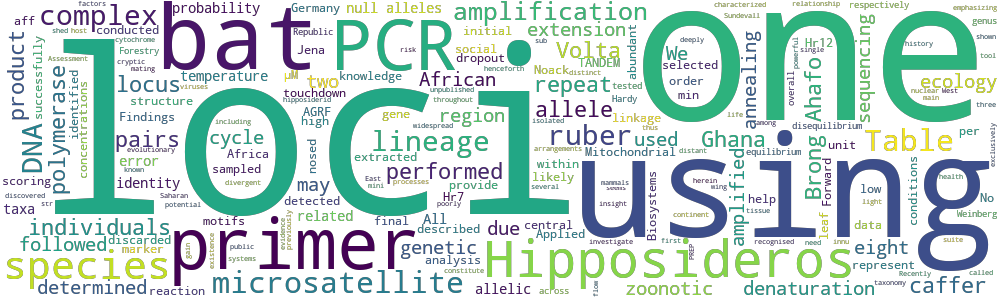 aff complex conducted
probability Germany null alleles Republic
bat
PCR
amplification
characterized Sundevall relationship respectively emphasizing
one
factors shed host
cryptic mating viruses
Forestry Assessment
Jena
initial
extension
Volta
dropout
social
TANDEM
risk
sub
deeply
genus
shown
tool
history
powerful
single
overall
Hr12
We
selected
order
min
abundant
tested
product
successfully
locus
temperature
touchdown
hipposiderid
knowledge
unpublished
henceforth
African
Noack
distinct
repeat
Hardy
allele
isolated
Ahafo
sequencing
ecology
annealing
nuclear
West
main
three
polymerase
DNA
identified
concentrations
structure
µM
two
gene
AGRF
high
throughout
widespread
region
linkage
thus
Findings
including
evolutionary
cycle
lineage
ruber
used
Ghana
life
among
disequilibrium
equilibrium
Brong
Table
per
pairs
error
known
Africa
sampled
nosed
extracted
Mitochondrial
arrangements
distant
unit
exclusively
loci
using
scoring
discovered
identity
divergent
East
mini
processes
performed
within
likely
several
Biosystems
mammals
seems
insight
continent
herein
wing
help
tissue
amplified
Forward
Applied
leaf
conditions
low
light
data
health
No
Weinberg
taxa
Saharan
potential
str
motifs
may
detected
Hr7
poorly
provide
zoonotic
individuals
followed
discarded
marker
due
central
related
final
All
described
eight
represent
suite
caffer
primer
gain
existence
public
systems
evidence
previously
genetic
analysis
constitute
allelic
across
Hipposideros
flow
first
investigate
PREP
recognised
need
innu
Recently
called
taxonomy
denaturation
species
determined
reaction
microsatellite